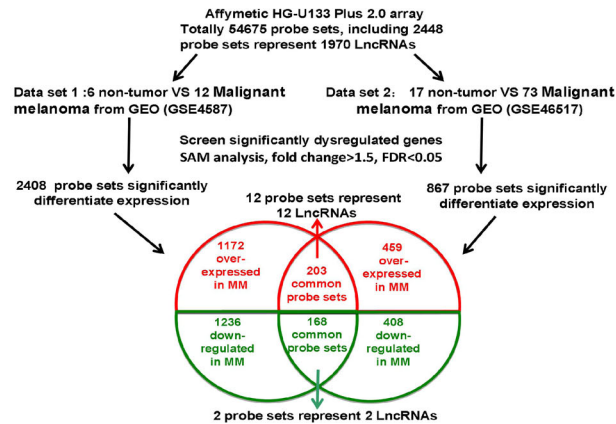 Affymetic HG-U133 Plus 2.0 array
Totally 54675 probe sets, including 2448
probe sets represent 1970 LncRNAs
Data set 1 :6 non-tumor VS 12 Malignant
melanoma from GEO (GSE4587)
Data set 2: 17 non-tumor VS 73 Malignant
melanoma from GEO (GSE46517)
Screen significantly dysregulated genes
SAM analysis, fold change>1.5, FDR<0.05
2408 probe sets significantly
differentiate expression
867 probe sets significantly
differentiate expression
12 probe sets represent
12 LncRNAs
1172
over-
expressed
in MM
203
common
probe sets
459
over-
expressed
in MM
1236
down-
regulated
in MM
168
common
probe sets
408
down-
regulated
in MM
2 probe sets represent 2 LncRNAs